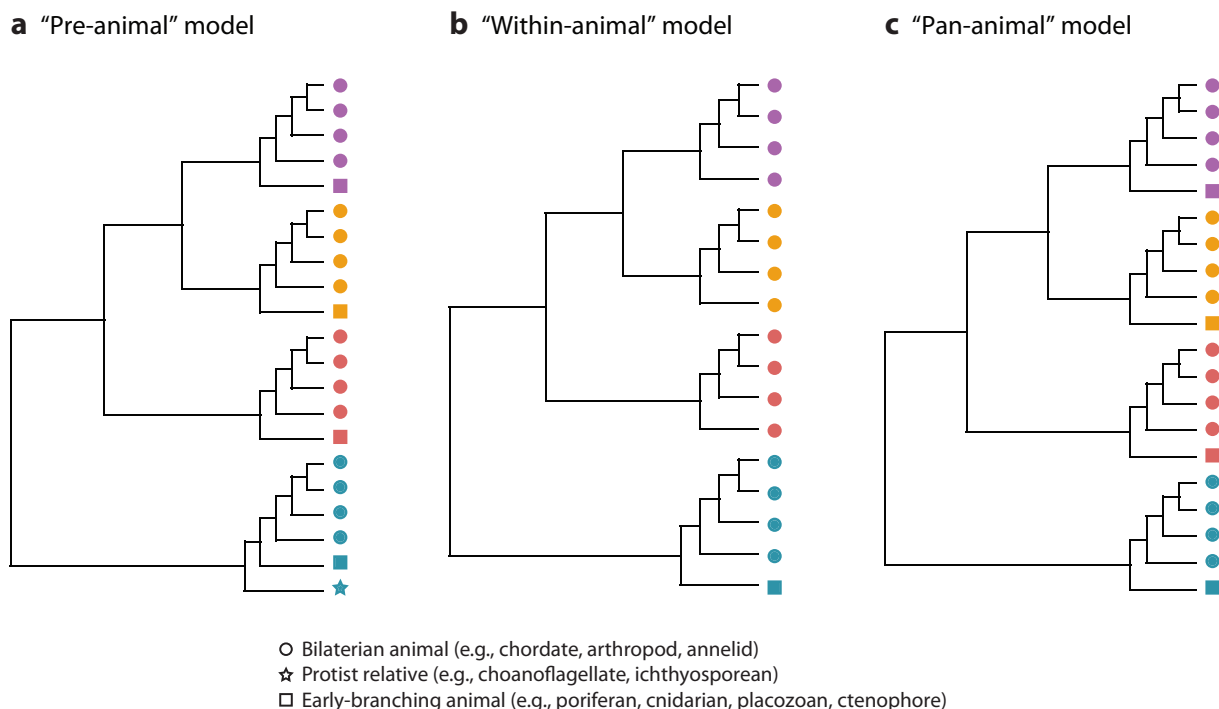 a “Pre-animal” model
b “Within-animal” model
c “Pan-animal” model
Bilaterian animal (e.g., chordate, arthropod, annelid)
Protist relative (e.g., choanoflagellate, ichthyosporean)
Early-branching animal (e.g., poriferan, cnidarian, placozoan, ctenophore)